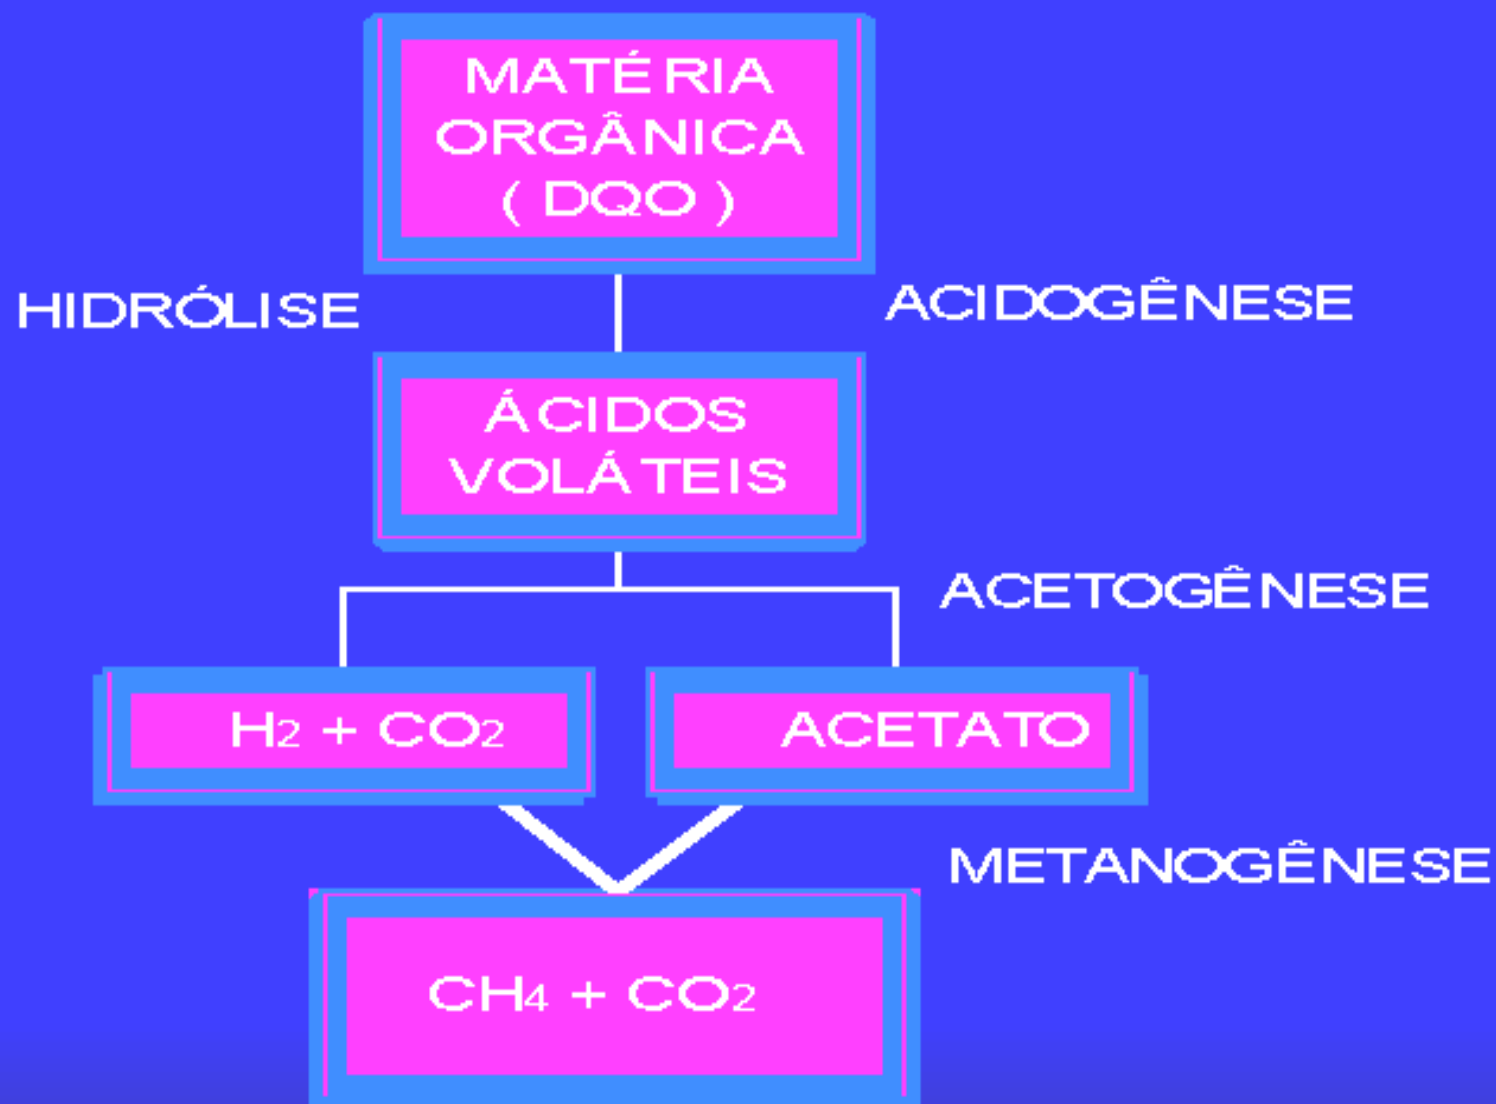 MATÉRIA
ORGÂNICA
( DQO )
HIDRÓLISE
ACIDOGÊNESE
ÁCIDOS
VOLÁTEIS
ACETOGÊNESE
H2 + CO2
ACETATO
METANOGÊNESE
CH4 + CO2